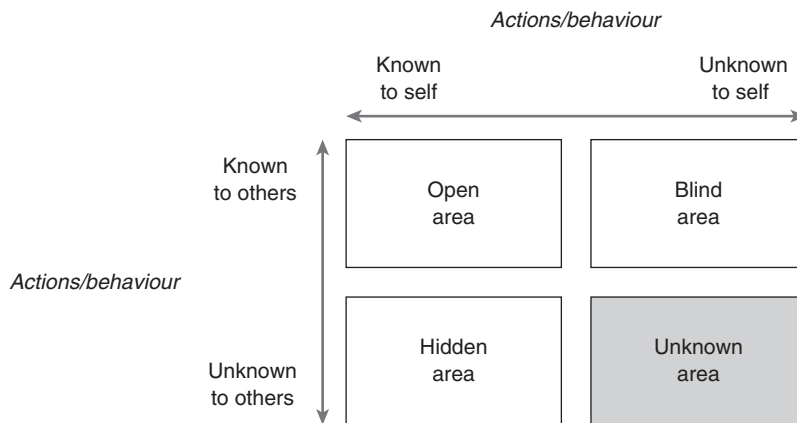 Actions/behaviour
Known
to self
Unknown
to self
Known
to others
Open
area
Blind
area
Actions/behaviour
Unknown
to others
Hidden
area
Unknown
area